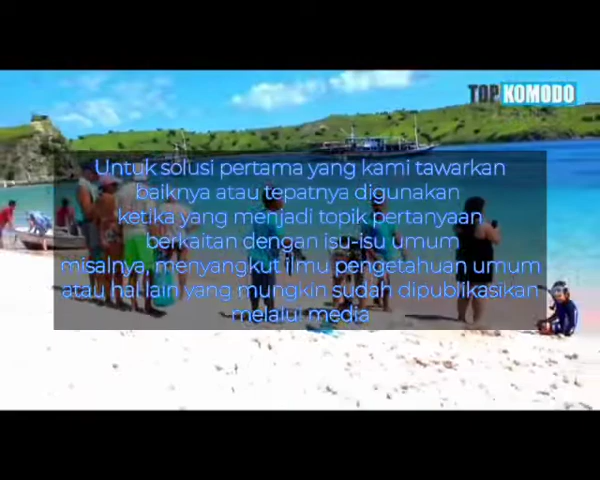 TOP KOMODO
Untuk solusi pertama yang kami tawarkan
baiknya atau tepatnya digunakan
ketika yang menjadi topik pertanyaan
berkaitan dengan isu-isu umum
misalnya, menyangkut ilmu pengetahuan umum
atau hal lain yang mungkin sudah dipublikasikan
melalui media